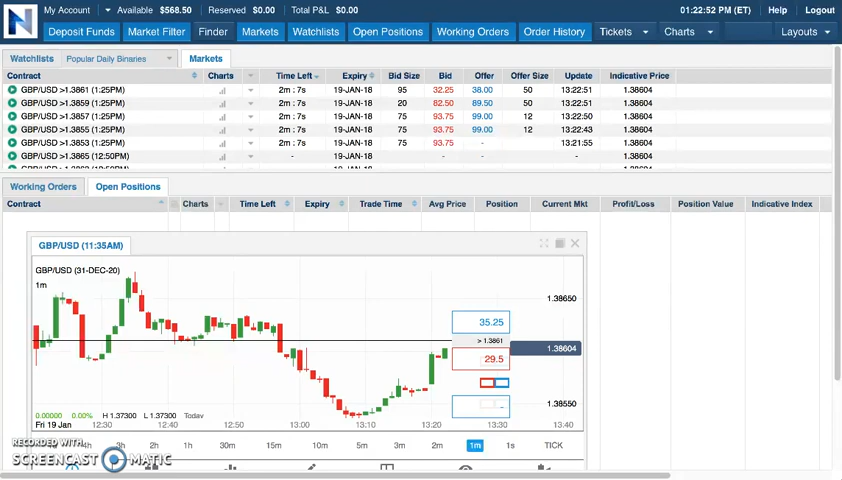 My Account Available $568.50 Reserved $0.00 Total P&L $0.00 01:22:52 PM (ET) Help Logout
Deposit Funds Market Filter Finder Markets Watchlists Open Positions Working Orders Order History Tickets Charts Layouts
Watchlists Popular Daily Binaries Markets
Contract Charts Time Left Expiry Bid Size Bid Offer Offer Size Update Indicative Price
GBP/USD >1.3861 (1:25PM) 2m : 7s 19-JAN-18 95 32.25 38.00 50 13:22:51 1.38604
GBP/USD >1.3859 (1:25PM) 2m : 7s 19-JAN-18 20 82.50 89.50 50 13:22:51 1.38604
GBP/USD >1.3857 (1:25PM) 2m : 7s 19-JAN-18 75 93.75 99.00 12 13:22:50 1.38604
GBP/USD >1.3855 (1:25PM) 2m : 7s 19-JAN-18 75 93.75 99.00 12 13:22:43 1.38604
GBP/USD >1.3853 (1:25PM) 2m : 7s 19-JAN-18 75 93.75 - 13:21:55 1.38604
GBP/USD >1.3865 (12:50PM) - 19-JAN-18 - - - - 1.38604
Working Orders Open Positions
Contract Charts Time Left Expiry Trade Time Avg Price Position Current Mkt Profit/Loss Position Value Indicative Index
GBP/USD (11:35AM)
GBP/USD (31-DEC-20)
1m
1.38650
35.25
> 1.3861
1.38604
29.5
1.38550
0.00000 0.00% H 1.37300 L 1.37300 Today
Fri 19 Jan 12:30 12:40 12:50 13:00 13:10 13:20 13:30 13:40
4h 3h 2h 1h 30m 15m 10m 5m 3m 2m 1m 1s TICK
RECORDED WITH
SCREENCAST MATIC